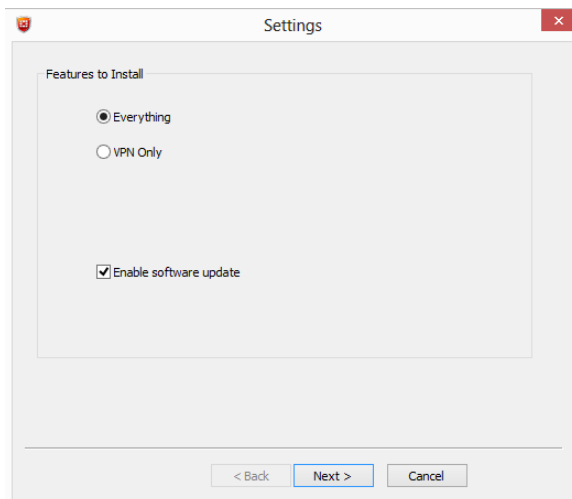 Settings
Features to Install
Everything
VPN Only
Enable software update
< Back Next > Cancel